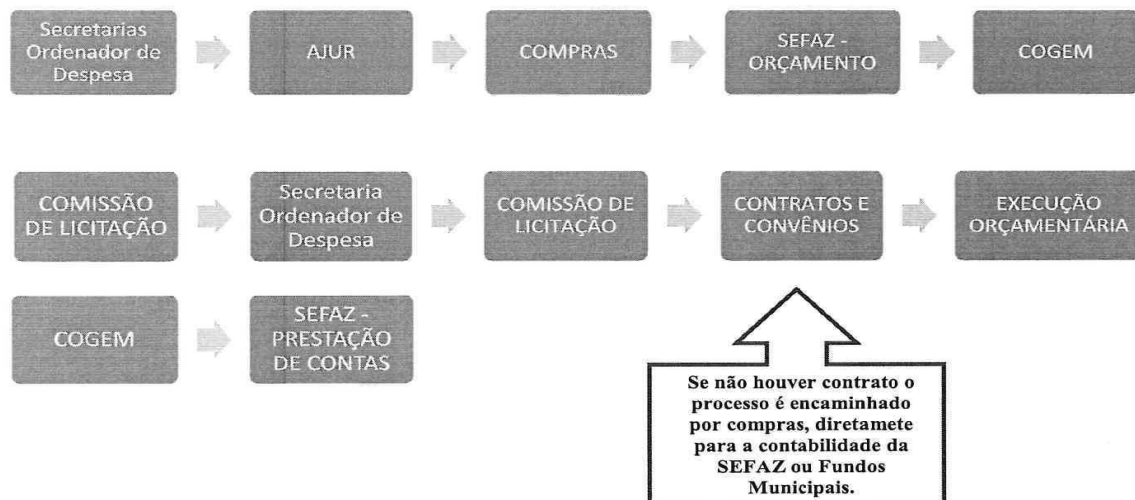 Secretarias
Ordenador de
Despesa
AJUR
COMPRAS
SEFAZ -
ORÇAMENTO
COGEM
COMISSÃO
DE LICITAÇÃO
Secretaria
Ordenador de
Despesa
COMISSÃO DE
LICITAÇÃO
CONTRATOS E
CONVÊNIOS
EXECUÇÃO
ORÇAMENTÁRIA
COGEM
SEFAZ -
PRESTAÇÃO
DE CONTAS
Se não houver contrato o
processo é encaminhado
por compras, diretamete
para a contabilidade da
SEFAZ ou Fundos
Municipais.